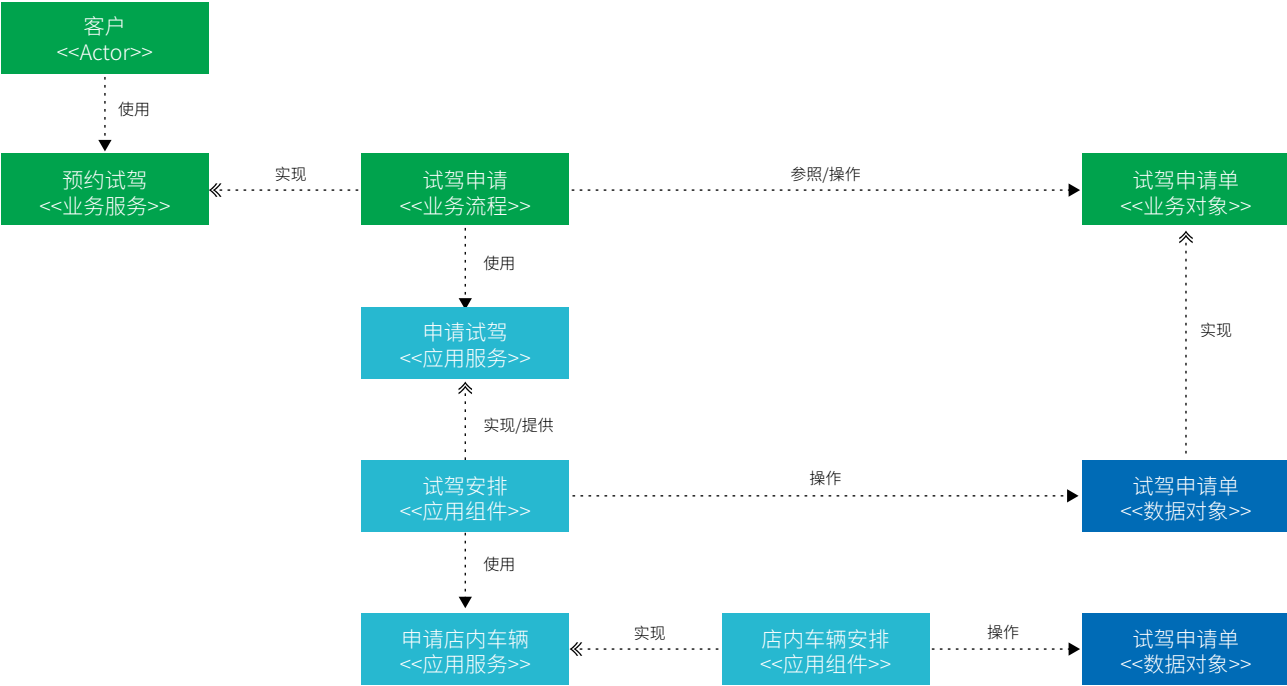 客户
<<Actor>>
使用
预约试驾
<<业务服务>>
实现
试驾申请
<<业务流程>>
参照/操作
试驾申请单
<<业务对象>>
使用
申请试驾
<<应用服务>>
实现
实现/提供
试驾安排
<<应用组件>>
操作
试驾申请单
<<数据对象>>
使用
申请店内车辆
<<应用服务>>
实现
店内车辆安排
<<应用组件>>
操作
试驾申请单
<<数据对象>>